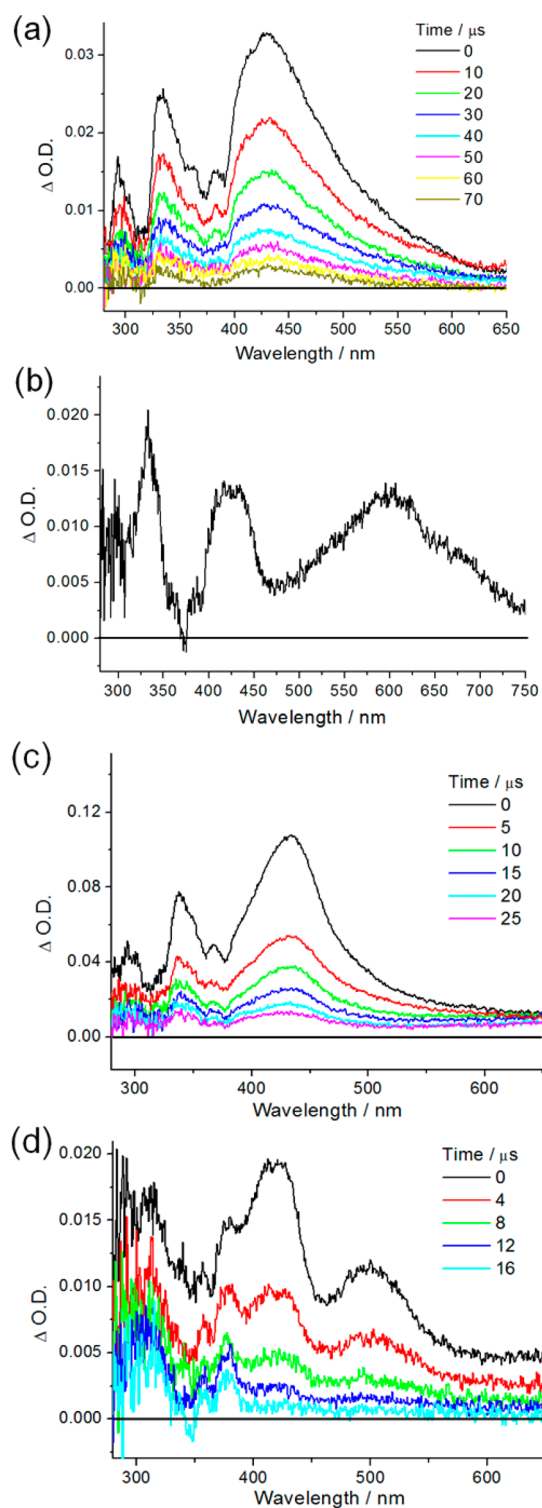 (a)
Time / μs
0
10
20
30
40
50
60
70
Δ O.D.
0.03
0.02
0.01
0.00
300 350 400 450 500 550 600 650
Wavelength / nm
(b)
Δ O.D.
0.020
0.015
0.010
0.005
0.000
300 350 400 450 500 550 600 650 700 750
Wavelength / nm
(c)
Time / μs
0
5
10
15
20
25
Δ O.D.
0.12
0.08
0.04
0.00
300 400 500 600
Wavelength / nm
(d)
Time / μs
0
4
8
12
16
Δ O.D.
0.020
0.015
0.010
0.005
0.000
300 400 500 600
Wavelength / nm